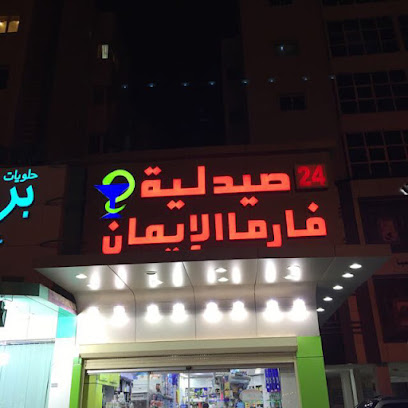 صيدلية 24
فارما الإيمان
حلويات